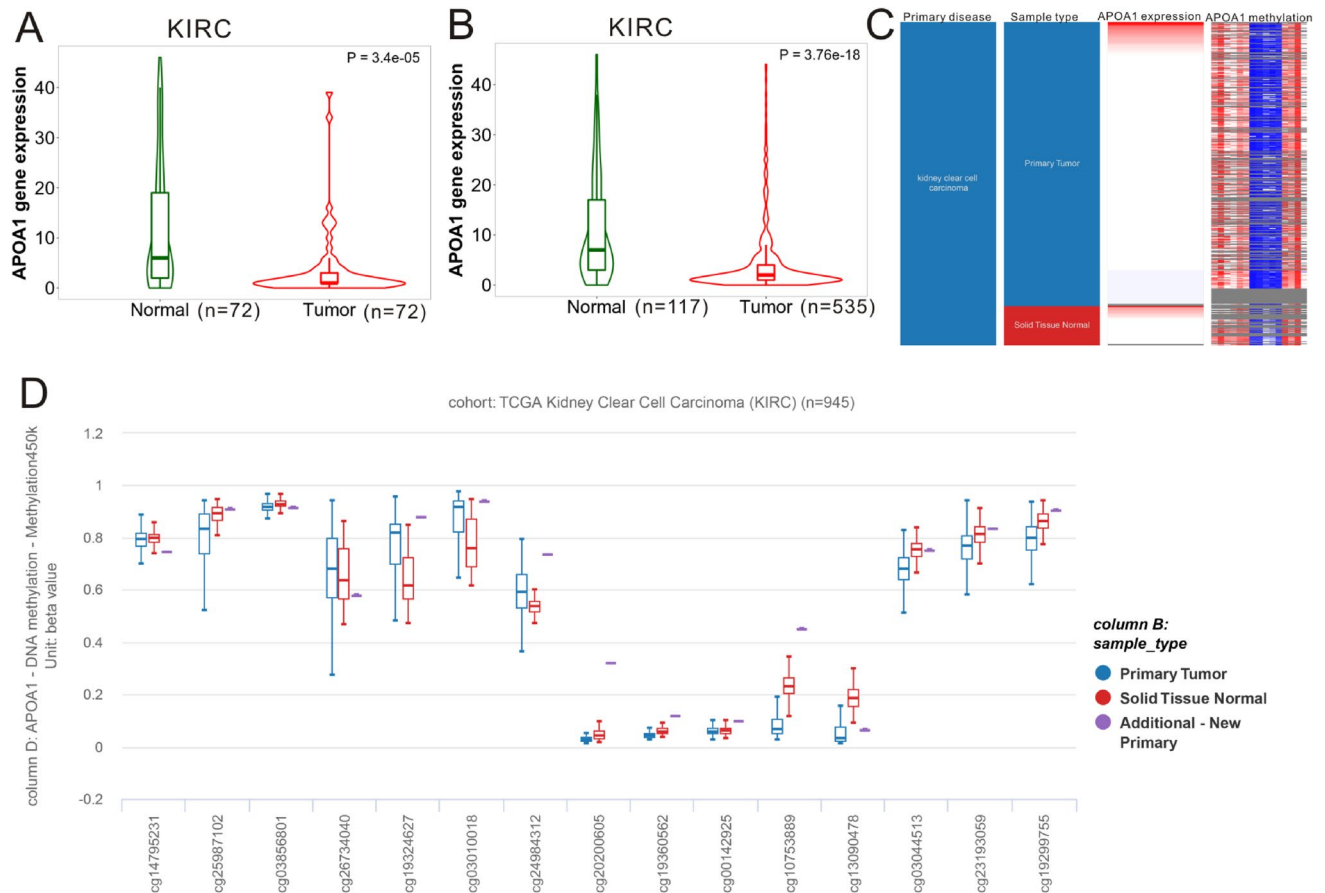 A
KIRC
P = 3.4e-05
APOA1 gene expression
40
30
20
10
0
Normal (n=72)
Tumor (n=72)
B
KIRC
P = 3.76e-18
APOA1 gene expression
40
30
20
10
0
Normal (n=117)
Tumor (n=535)
C
Primary disease
Sample type
APOA1 expression
APOA1 methylation
kidney clear cell
carcinoma
Primary Tumor
Solid Tissue Normal
D
cohort: TCGA Kidney Clear Cell Carcinoma (KIRC) (n=945)
column D: APOA1 - DNA methylation - Methylation450k
Unit: beta value
1.2
1
0.8
0.6
0.4
0.2
0
-0.2
cg14795231
cg25987102
cg03856801
cg26734040
cg19324627
cg03010018
cg24984312
cg20200605
cg19360562
cg00142925
cg10753889
cg13090478
cg03044513
cg23193059
cg19299755
column B:
sample_type
Primary Tumor
Solid Tissue Normal
Additional - New
Primary